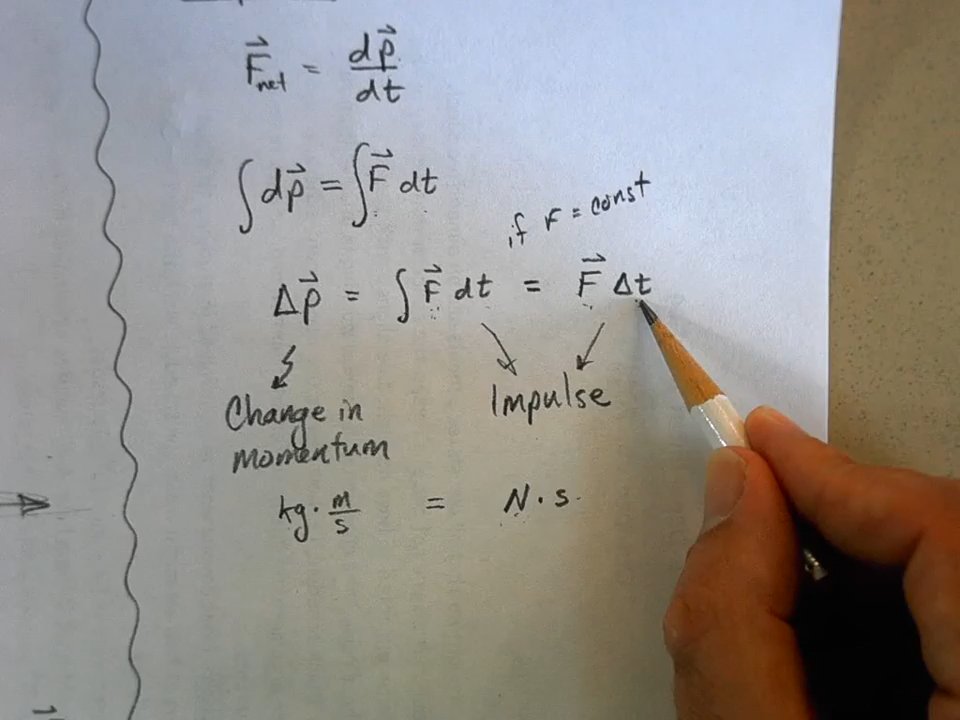 F⃗net = dp⃗/dt
∫dp⃗ = ∫F⃗ dt
if F = const
Δp⃗ = ∫ F⃗ dt = F⃗ Δt
Change in
momentum
Impulse
kg · m/s = N · s